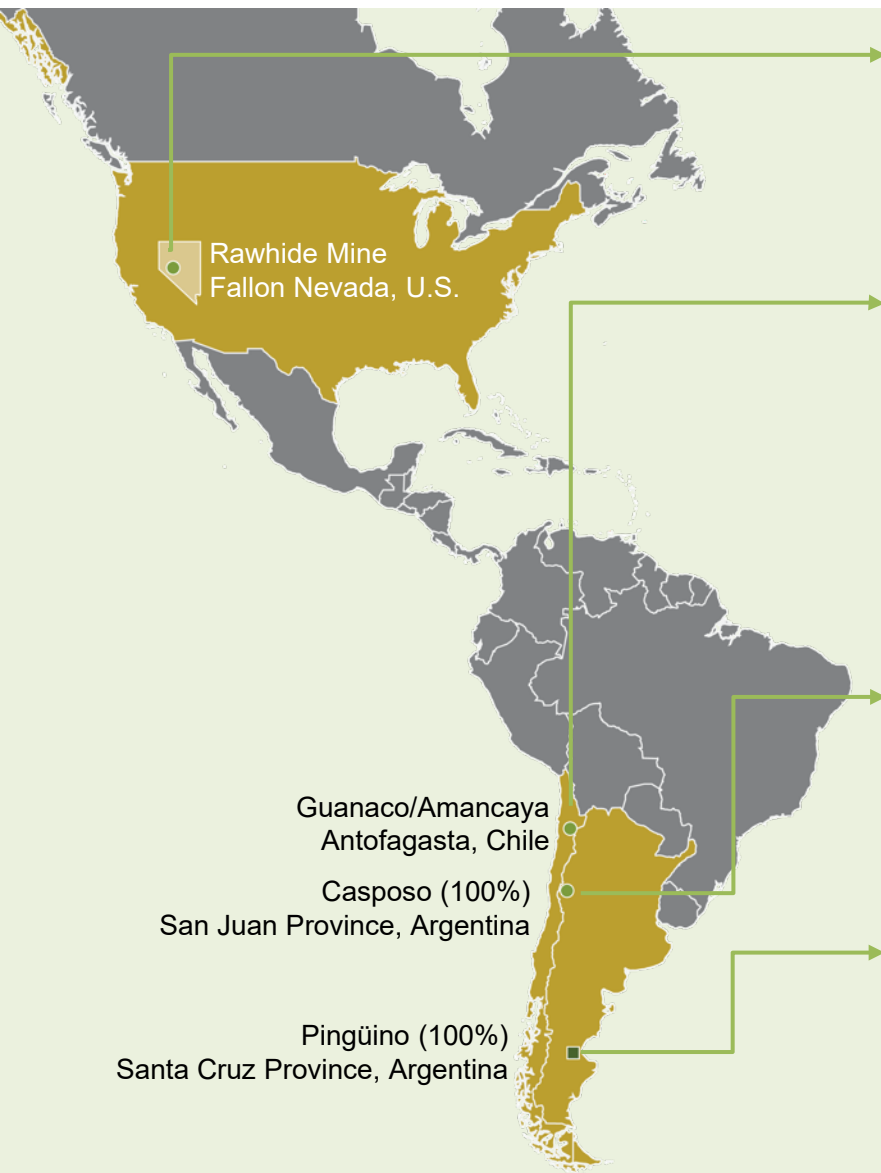 Rawhide Mine
Fallon Nevada, U.S.
Guanaco/Amancaya
Antofagasta, Chile
Casposo (100%)
San Juan Province, Argentina
Pingüino (100%)
Santa Cruz Province, Argentina